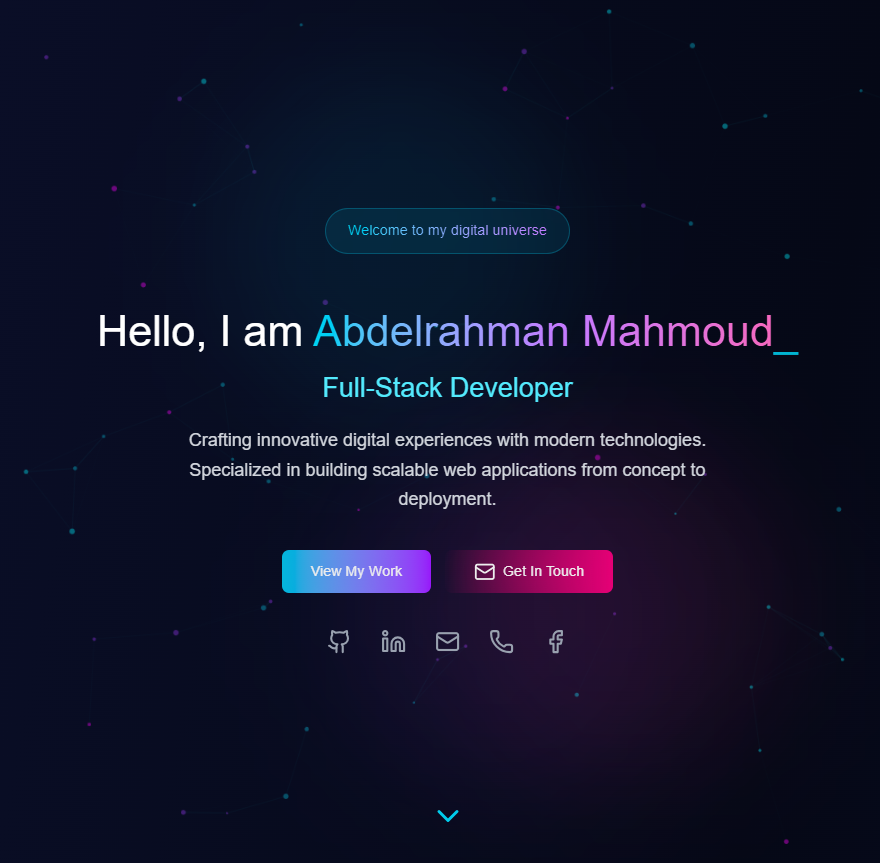 Welcome to my digital universe
Hello, I am Abdelrahman Mahmoud_
Full-Stack Developer
Crafting innovative digital experiences with modern technologies.
Specialized in building scalable web applications from concept to
deployment.
View My Work
Get In Touch